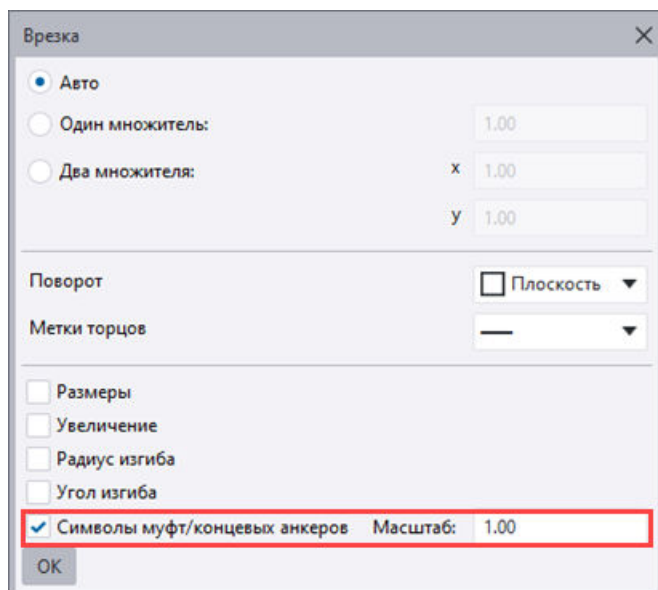 Врезка
Авто
Один множитель: 1.00
Два множителя: x 1.00
y 1.00
Поворот Плоскость
Метки торцов
Размеры
Увеличение
Радиус изгиба
Угол изгиба
Символы муфт/концевых анкеров Масштаб: 1.00
OK